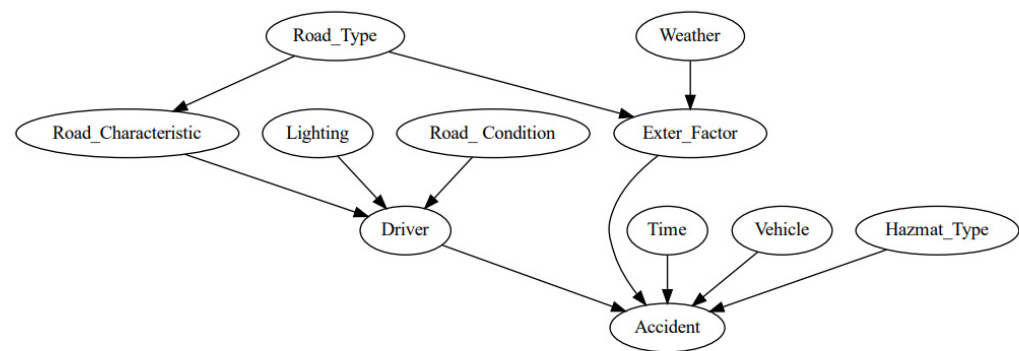 Road_Type
Weather
Road_Characteristic
Lighting
Road_ Condition
Exter_Factor
Driver
Time
Vehicle
Hazmat_Type
Accident